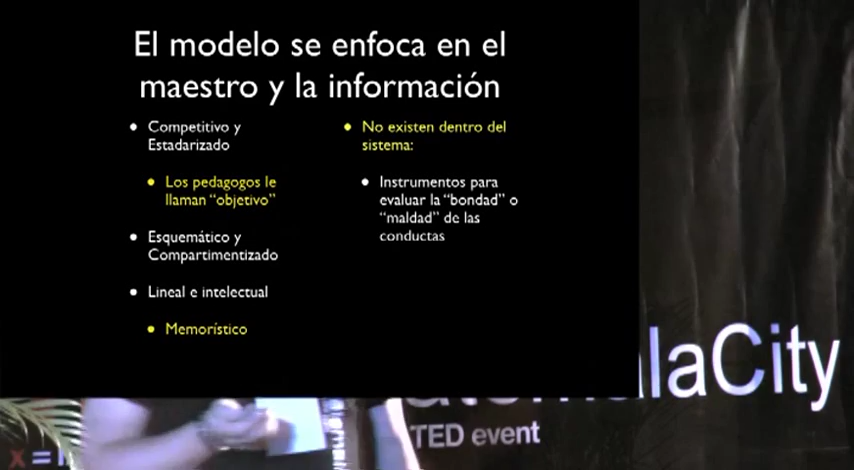 El modelo se enfoca en el
maestro y la información
• Competitivo y
Estadarizado
• Los pedagogos le
llaman “objetivo”
• Esquemático y
Compartimentizado
• Lineal e intelectual
• Memorístico
• No existen dentro del
sistema:
• Instrumentos para
evaluar la “bondad” o
“maldad” de las
conductas
laCity
TED event
x =